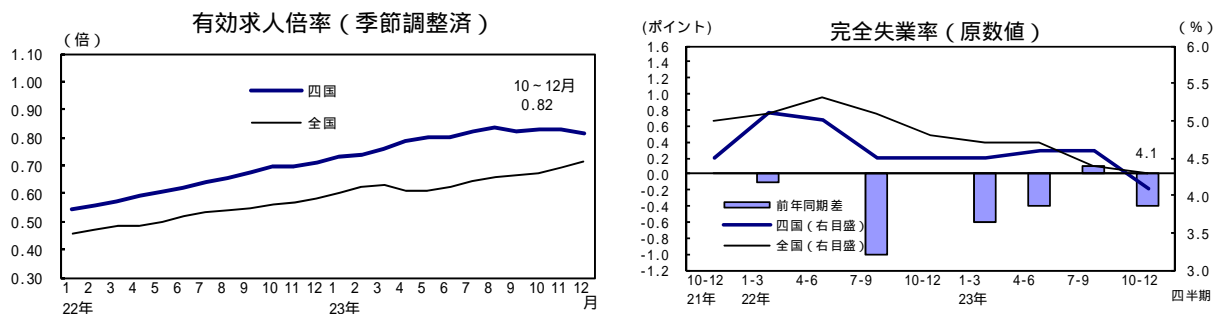 有効求人倍率（季節調整済）
（倍）
1.10
1.00
0.90
0.80
0.70
0.60
0.50
0.40
0.30
四国
全国
10～12月
0.82
1 2 3 4 5 6 7 8 9 10 11 12 1 2 3 4 5 6 7 8 9 10 11 12
月
22年 23年
完全失業率（原数値）
(ポイント)
（%）
1.6
1.4
1.2
1.0
0.8
0.6
0.4
0.2
0.0
-0.2
-0.4
-0.6
-0.8
-1.0
-1.2
6.0
5.5
5.0
4.5
4.0
3.5
3.0
4.1
前年同期差
四国（右目盛）
全国（右目盛）
10-12 1-3 4-6 7-9 10-12 1-3 4-6 7-9 10-12
21年 22年 23年 四半期